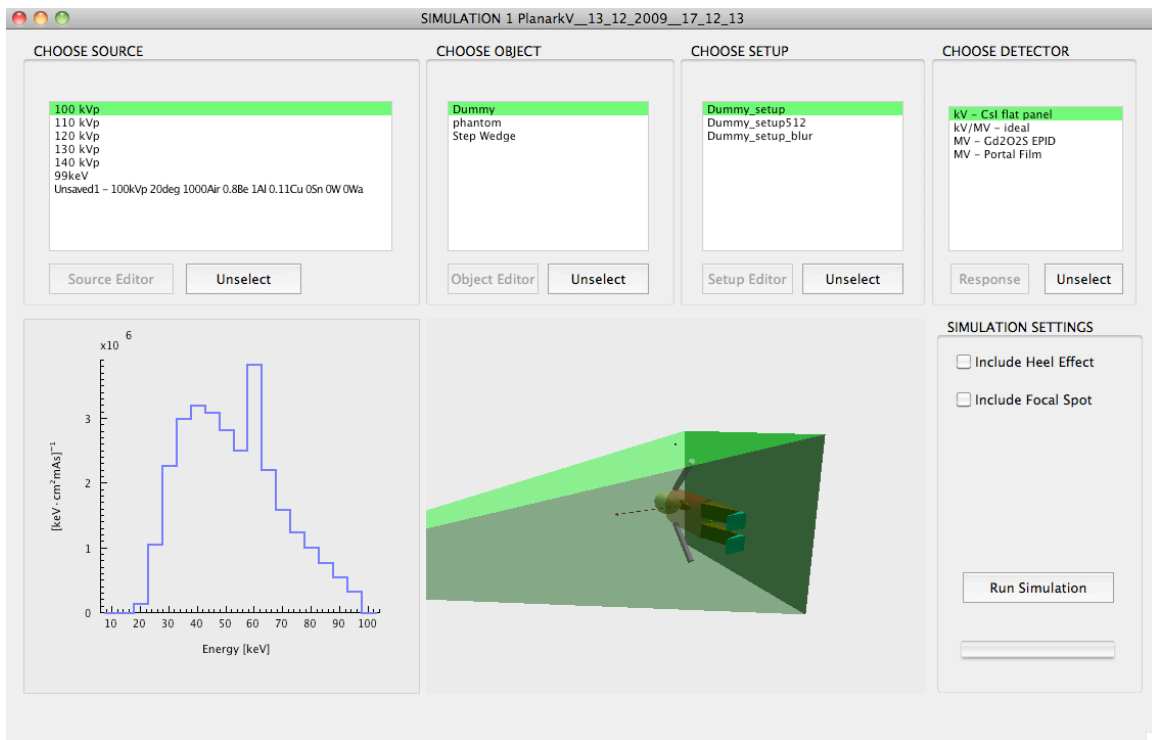 SIMULATION 1 PlanarkV__13_12_2009__17_12_13
CHOOSE SOURCE
100 kVp
110 kVp
120 kVp
130 kVp
140 kVp
99keV
Unsaved1 - 100kVp 20deg 1000Air 0.8Be 1Al 0.11Cu 0Sn 0W 0Wa
Source Editor
Unselect
CHOOSE OBJECT
Dummy
phantom
Step Wedge
Object Editor
Unselect
CHOOSE SETUP
Dummy_setup
Dummy_setup512
Dummy_setup_blur
Setup Editor
Unselect
CHOOSE DETECTOR
kV - CsI flat panel
kV/MV - ideal
MV - Gd2O2S EPID
MV - Portal Film
Response
Unselect
x10 6
[keV·cm²mAs]⁻¹
3
2
1
0
10 20 30 40 50 60 70 80 90 100
Energy [keV]
SIMULATION SETTINGS
Include Heel Effect
Include Focal Spot
Run Simulation